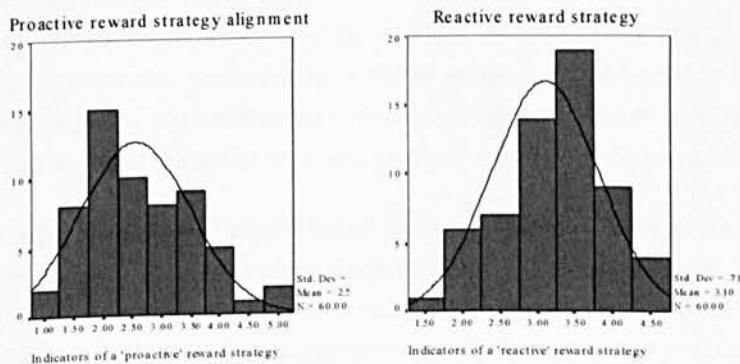 Proactive reward strategy alignment
20
15
10
5
0
1.00 1.50 2.00 2.50 3.00 3.50 4.00 4.50 5.00
Std. Dev =
Mean = 2.5
N = 60.00
Indicators of a 'proactive' reward strategy
Reactive reward strategy
20
15
10
5
0
1.50 2.00 2.50 3.00 3.50 4.00 4.50
Std. Dev = .71
Mean = 3.10
N = 60.00
Indicators of a 'reactive' reward strategy